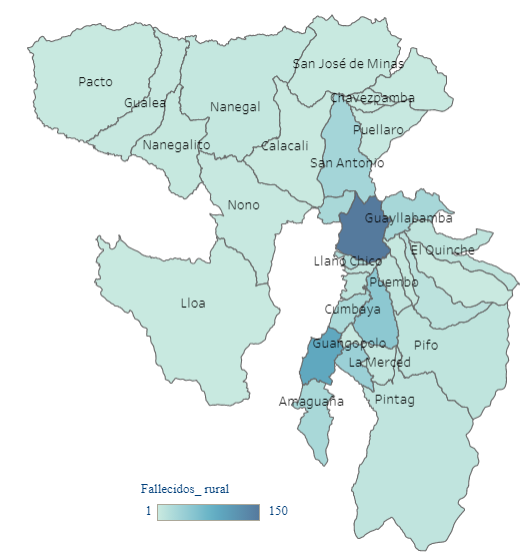 San José de Minas
Pacto
Gualea
Nanegal
Chavezpamba
Puellaro
Nanegalito
Calacali
San Antonio
Nono
Guayllabamba
El Quinche
Llano Chico
Puembo
Lloa
Cumbaya
Guangopolo
Pifo
La Merced
Amaguaña
Pintag
Fallecidos_ rural
1 150